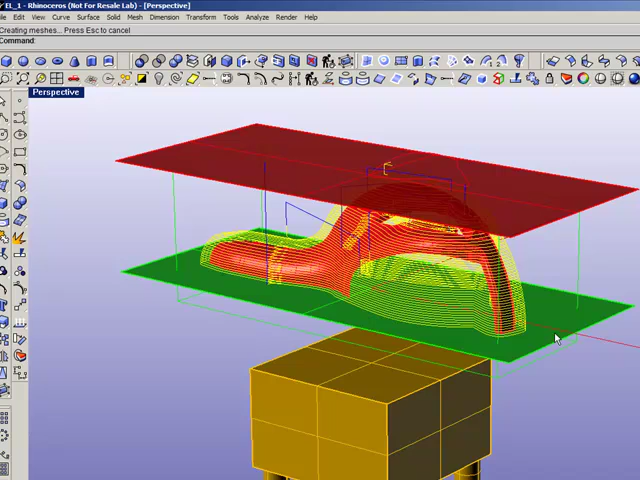 EL_1 - Rhinoceros (Not For Resale Lab) - [Perspective]
File Edit View Curve Surface Solid Mesh Dimension Transform Tools Analyze Render Help
Creating meshes... Press Esc to cancel
Command:
Perspective